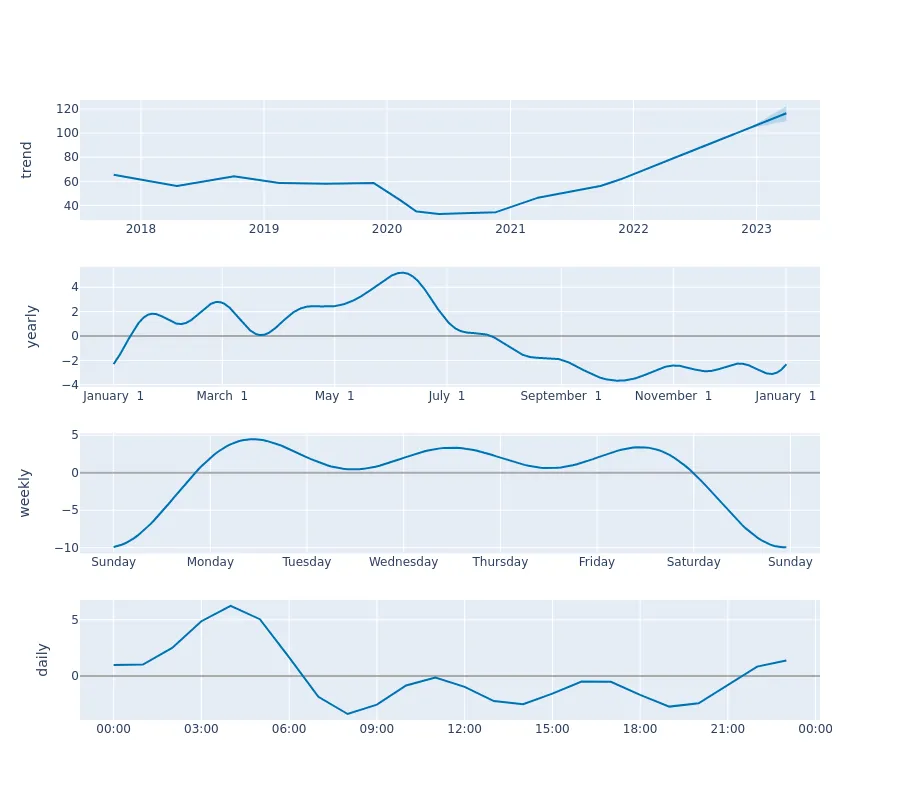 trend
120
100
80
60
40
2018 2019 2020 2021 2022 2023
yearly
4
2
0
−2
−4
January 1 March 1 May 1 July 1 September 1 November 1 January 1
weekly
5
0
−5
−10
Sunday Monday Tuesday Wednesday Thursday Friday Saturday Sunday
daily
5
0
00:00 03:00 06:00 09:00 12:00 15:00 18:00 21:00 00:00